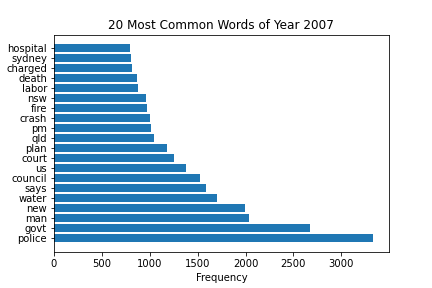 20 Most Common Words of Year 2007
hospital
sydney
charged
death
labor
nsw
fire
crash
pm
qld
plan
court
us
council
says
water
new
man
govt
police
0 500 1000 1500 2000 2500 3000
Frequency